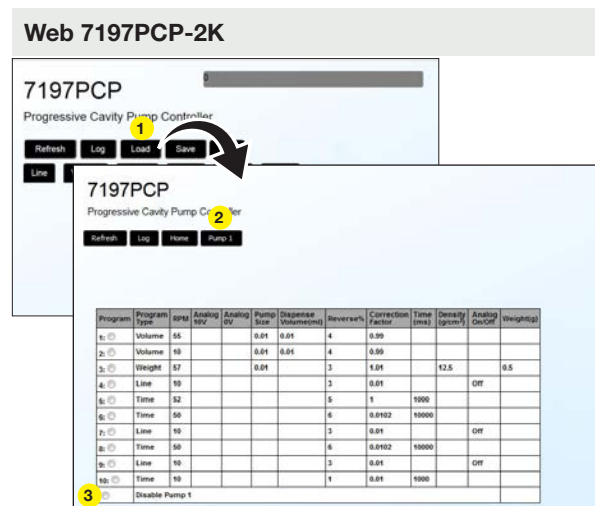 Web 7197PCP-2K
0
7197PCP
Progressive Cavity Pump Controller
1
Refresh Log Load Save
Line
7197PCP
Progressive Cavity Pump Co ller
2
Refresh Log Home Pump 1
Program Program Type RPM Analog 10V Analog 0V Pump Size Dispense Volume(ml) Reverse% Correction Factor Time (ms) Density (g/cm³) Analog On/Off Weight(g)
1: Volume 55 0.01 0.01 4 0.99
2: Volume 10 0.01 0.01 4 0.99
3: Weight 57 0.01 3 1.01 12.5 0.5
4: Line 10 3 0.01 Off
5: Time 52 5 1 1000
6: Time 50 6 0.0102 10000
7: Line 10 3 0.01 Off
8: Time 50 6 0.0102 10000
9: Line 10 3 0.01 Off
10: Time 10 1 0.01 1000
3 Disable Pump 1